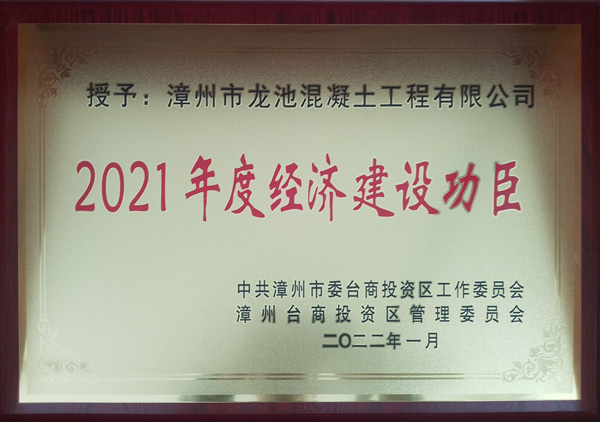 授予：漳州市龙池混凝土工程有限公司
2021年度经济建设功臣
中共漳州市委台商投资区工作委员会
漳州台商投资区管理委员会
二〇二二年一月